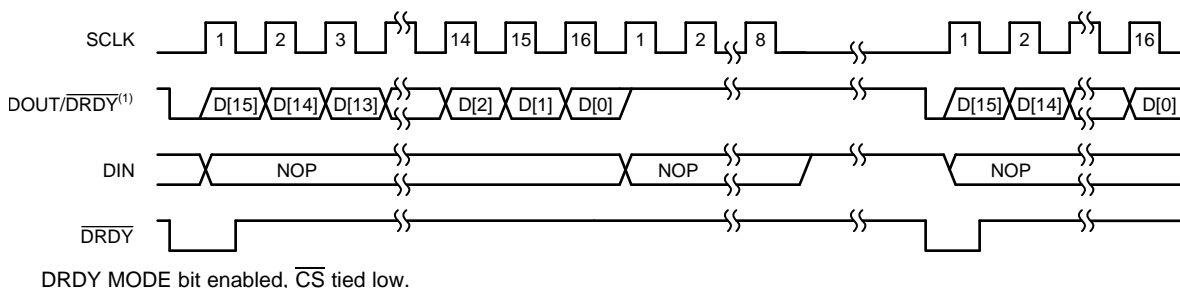 SCLK 1 2 3 14 15 16 1 2 8 1 2 16
DOUT/DRDY(1) D[15] D[14] D[13] D[2] D[1] D[0] D[15] D[14] D[0]
DIN NOP NOP NOP
DRDY
DRDY MODE bit enabled, CS tied low.